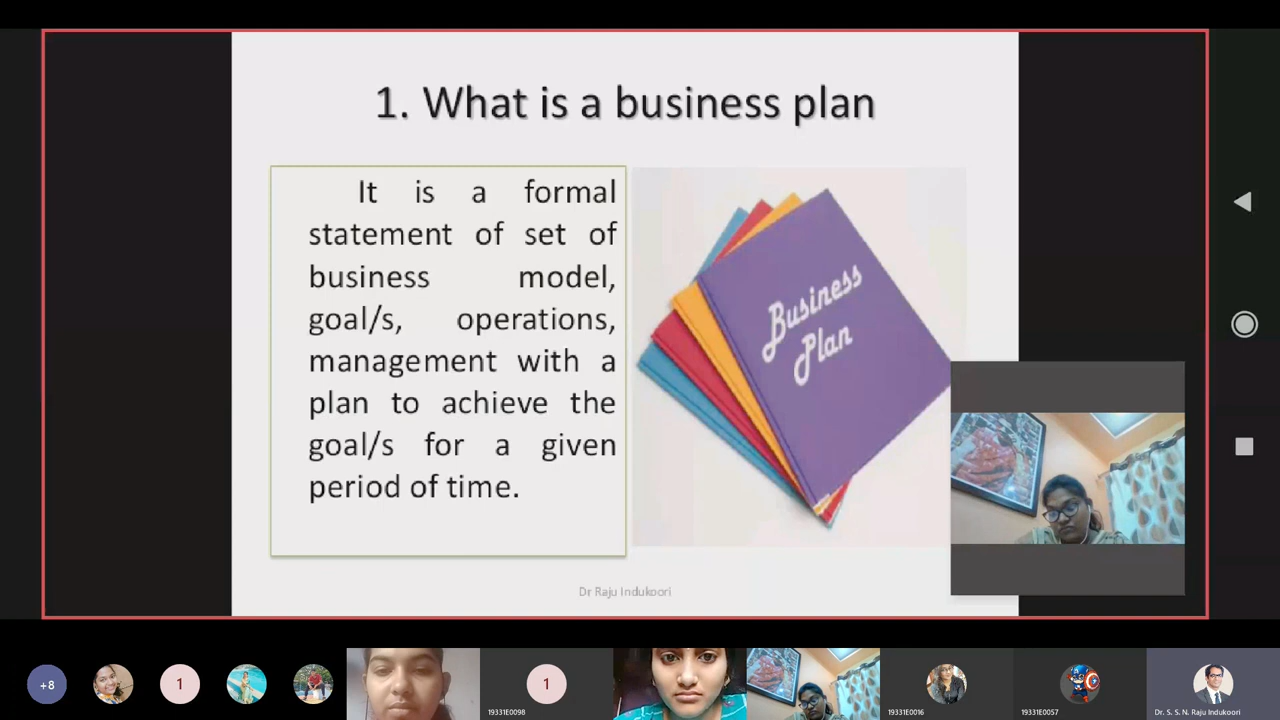 1. What is a business plan
It is a formal
statement of set of
business model,
goal/s, operations,
management with a
plan to achieve the
goal/s for a given
period of time.
Business
Plan
Dr Raju Indukoori
+8
1
1
19331E0098
19331E0016
19331E0057
Dr. S. S. N. Raju Indukoori